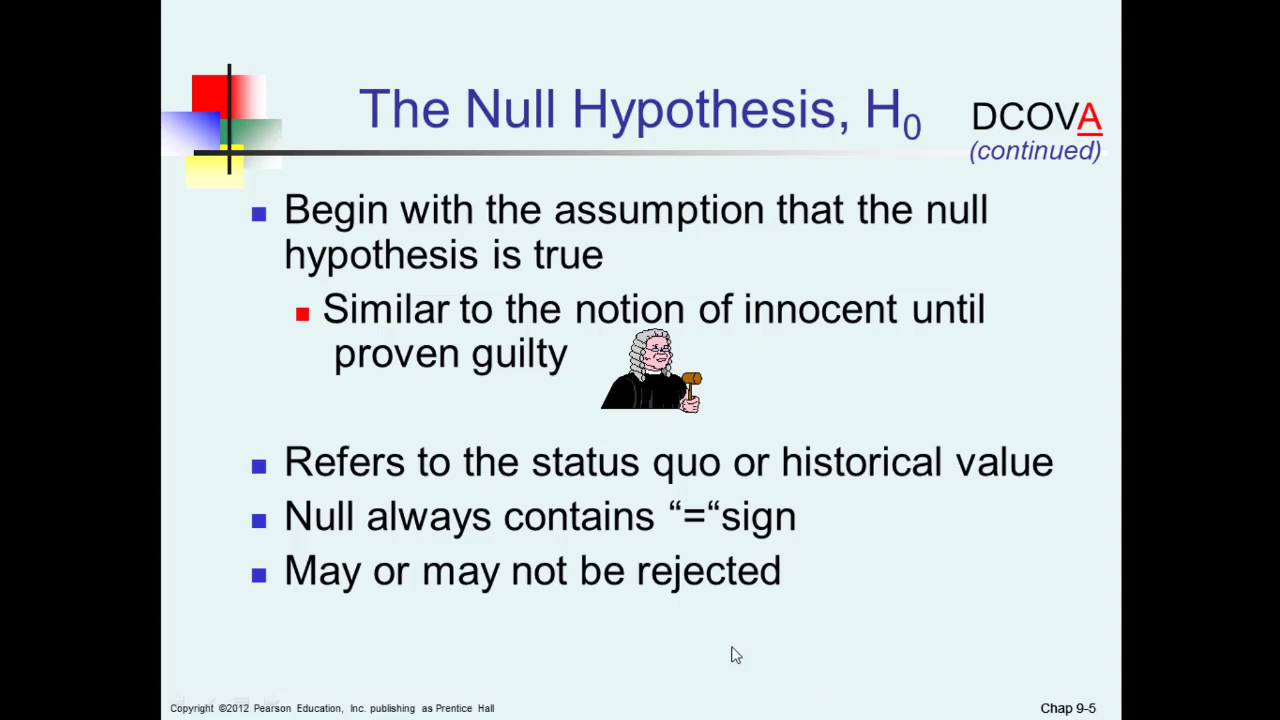 The Null Hypothesis, H0
DCOVA
(continued)
Begin with the assumption that the null
hypothesis is true
Similar to the notion of innocent until
proven guilty
Refers to the status quo or historical value
Null always contains “=“sign
May or may not be rejected
Copyright ©2012 Pearson Education, Inc. publishing as Prentice Hall
Chap 9-5